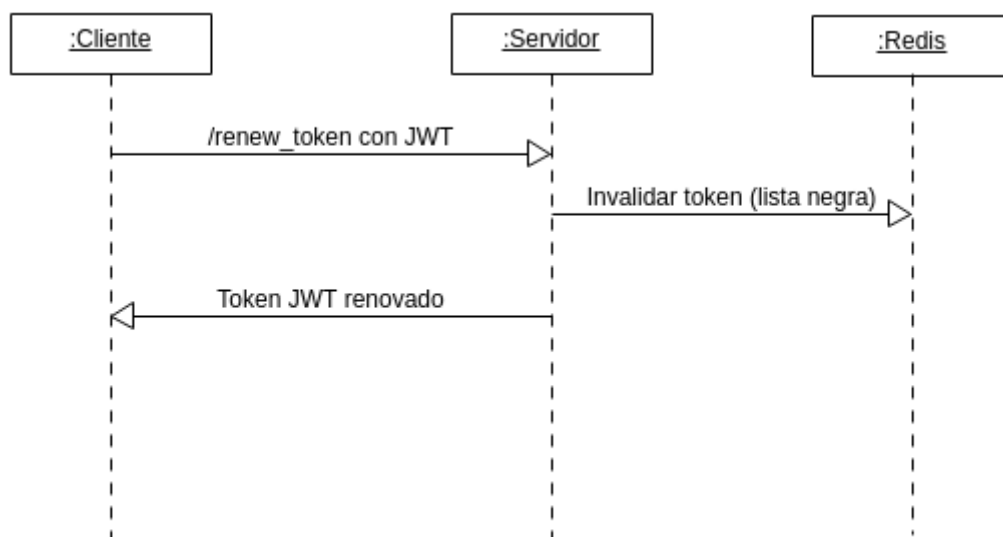 :Cliente
:Servidor
:Redis
/renew_token con JWT
Invalidar token (lista negra)
Token JWT renovado